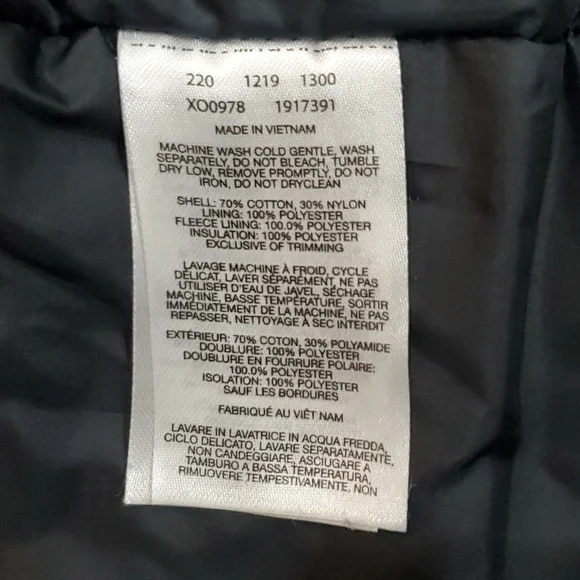 220 1219 1300
XO0978 1917391
MADE IN VIETNAM
MACHINE WASH COLD GENTLE, WASH
SEPARATELY, DO NOT BLEACH, TUMBLE
DRY LOW, REMOVE PROMPTLY, DO NOT
IRON, DO NOT DRYCLEAN
SHELL: 70% COTTON, 30% NYLON
LINING: 100% POLYESTER
FLEECE LINING: 100.0% POLYESTER
INSULATION: 100% POLYESTER
EXCLUSIVE OF TRIMMING
LAVAGE MACHINE À FROID, CYCLE
DÉLICAT, LAVER SÉPARÉMENT, NE PAS
UTILISER D'EAU DE JAVEL, SÉCHAGE
MACHINE, BASSE TEMPÉRATURE, SORTIR
IMMÉDIATEMENT DE LA MACHINE, NE PAS
REPASSER, NETTOYAGE À SEC INTERDIT
EXTÉRIEUR: 70% COTON, 30% POLYAMIDE
DOUBLURE: 100% POLYESTER
DOUBLURE EN FOURRURE POLAIRE:
100.0% POLYESTER
ISOLATION: 100% POLYESTER
SAUF LES BORDURES
FABRIQUÉ AU VIÊT NAM
LAVARE IN LAVATRICE IN ACQUA FREDDA,
CICLO DELICATO, LAVARE SEPARATAMENTE,
NON CANDEGGIARE, ASCIUGARE A
TAMBURO A BASSA TEMPERATURA,
RIMUOVERE TEMPESTIVAMENTE, NON